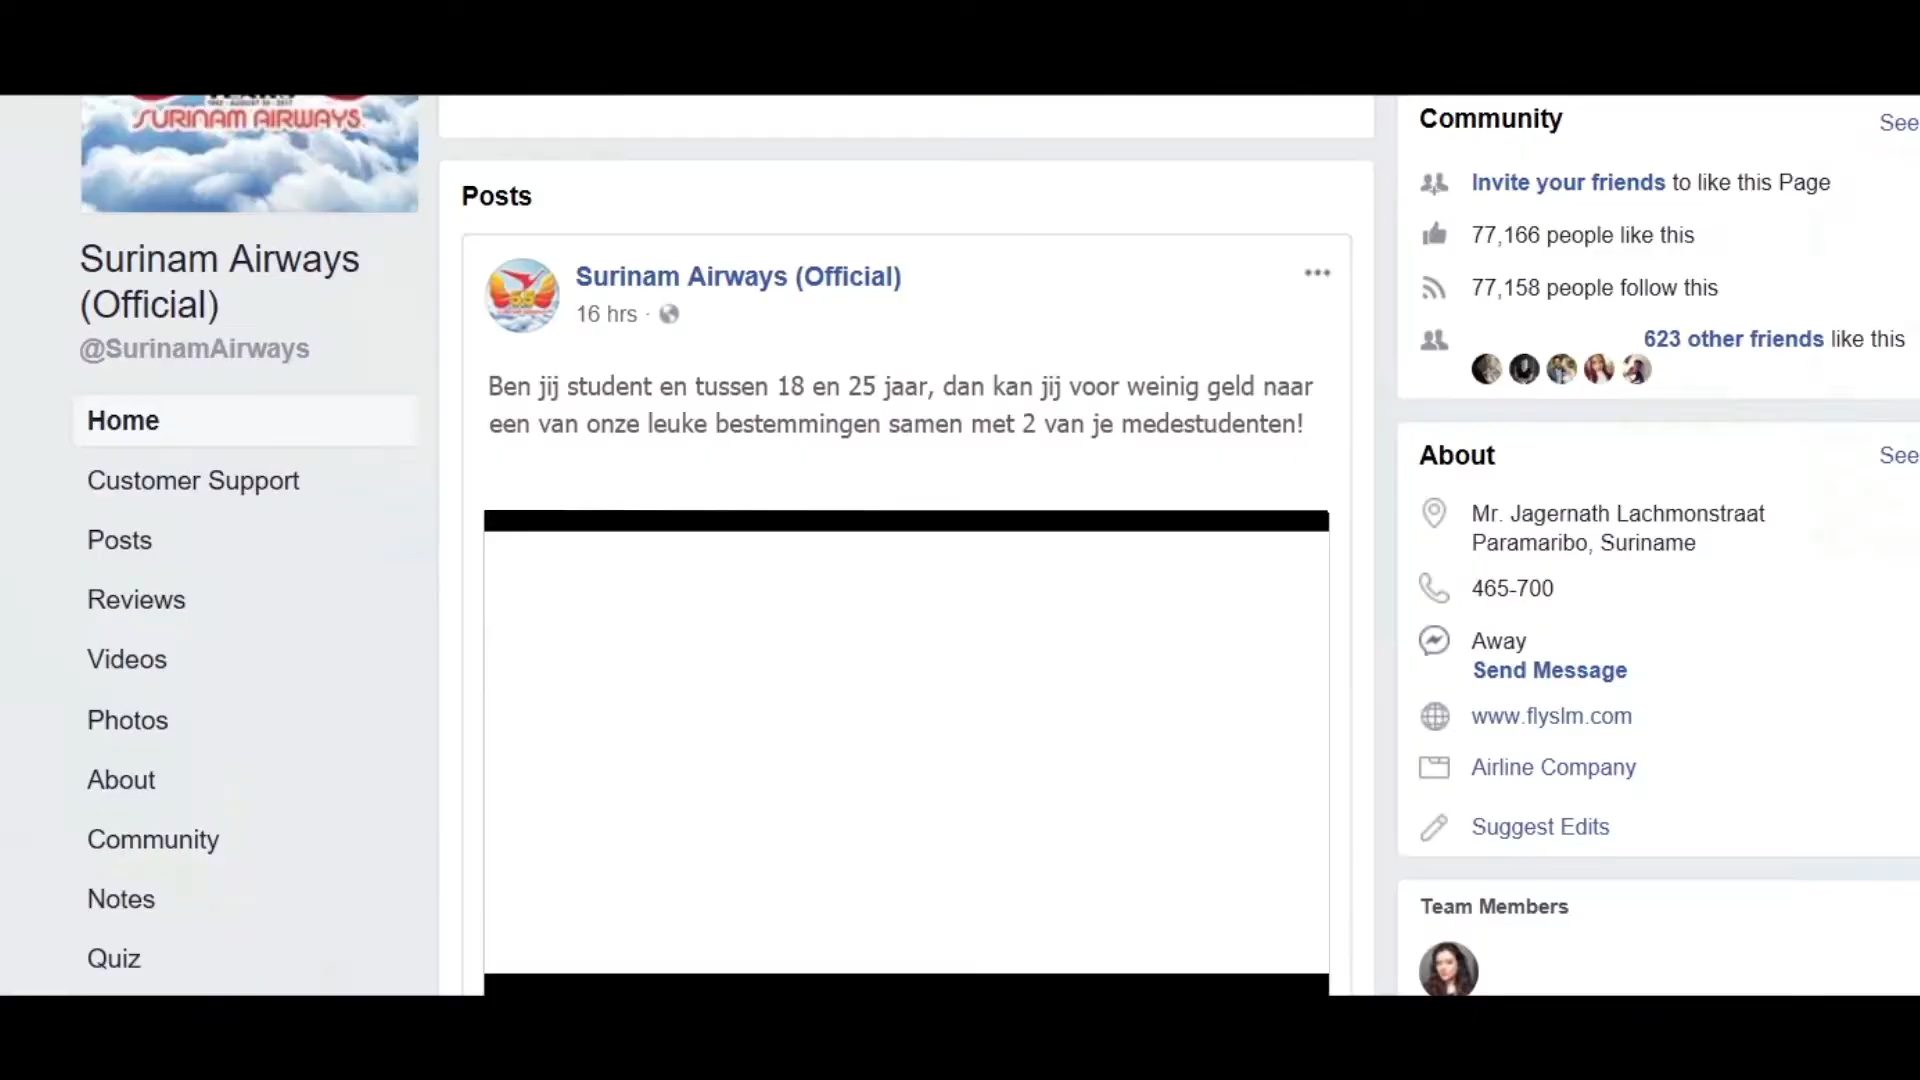 1962 - AUGUST 30 - 2017
SURINAM AIRWAYS
Surinam Airways
(Official)
@SurinamAirways
Home
Customer Support
Posts
Reviews
Videos
Photos
About
Community
Notes
Quiz
Posts
Surinam Airways (Official)
16 hrs ·
Ben jij student en tussen 18 en 25 jaar, dan kan jij voor weinig geld naar
een van onze leuke bestemmingen samen met 2 van je medestudenten!
Community
See
Invite your friends to like this Page
77,166 people like this
77,158 people follow this
623 other friends like this
About
See
Mr. Jagernath Lachmonstraat
Paramaribo, Suriname
465-700
Away
Send Message
www.flyslm.com
Airline Company
Suggest Edits
Team Members